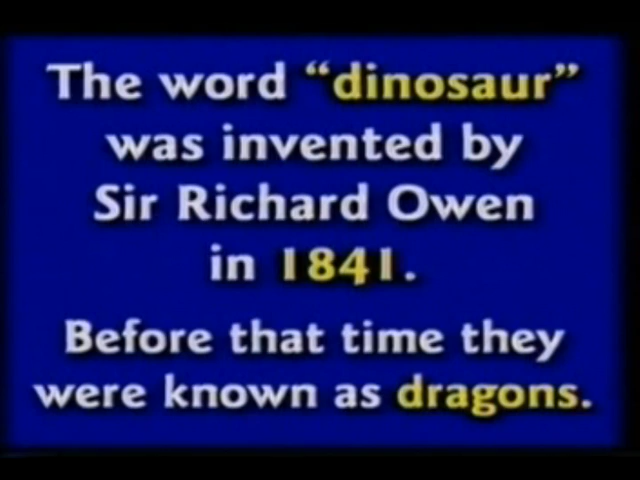 The word “dinosaur”
was invented by
Sir Richard Owen
in 1841.
Before that time they
were known as dragons.